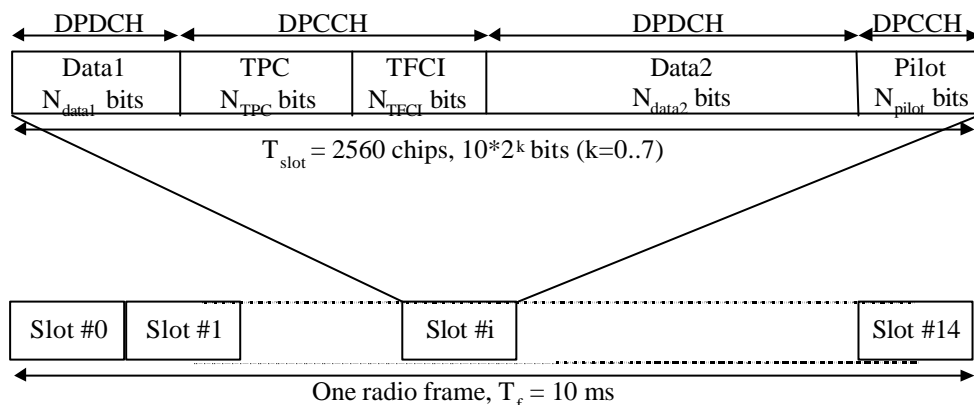 DPDCH DPCCH DPDCH DPCCH
Data1 TPC TFCI Data2 Pilot
N_data1 bits N_TPC bits N_TFCI bits N_data2 bits N_pilot bits
T_slot = 2560 chips, 10*2^k bits (k=0..7)
Slot #0 Slot #1 Slot #i Slot #14
One radio frame, T_f = 10 ms